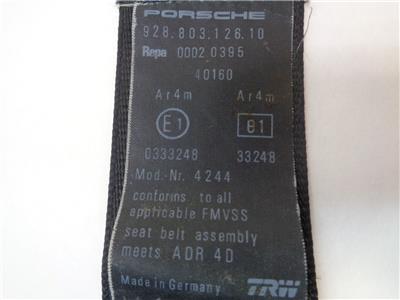 PORSCHE
928.803.126.10
Repa 0002 0395
40160
Ar4m Ar4m
E1 e1
0333248 33248
Mod.-Nr. 4244
conforms to all
applicable FMVSS
seat belt assembly
meets ADR 4D
Made in Germany TRW